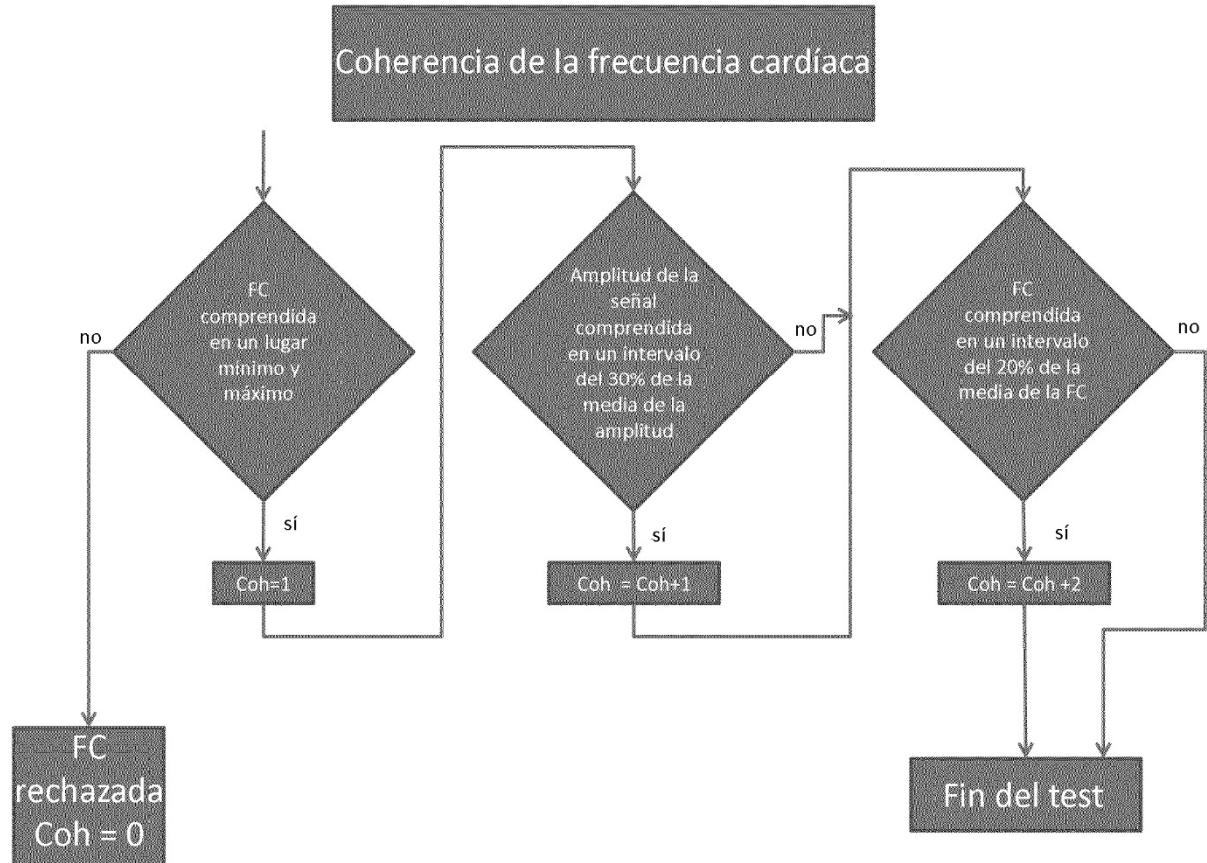 Coherencia de la frecuencia cardíaca
FC
comprendida
en un lugar
mínimo y
máximo
no
sí
Coh=1
FC
rechazada
Coh = 0
Amplitud de la
señal
comprendida
en un intervalo
del 30% de la
media de la
amplitud
no
sí
Coh = Coh+1
FC
comprendida
en un intervalo
del 20% de la
media de la FC
no
sí
Coh = Coh +2
Fin del test